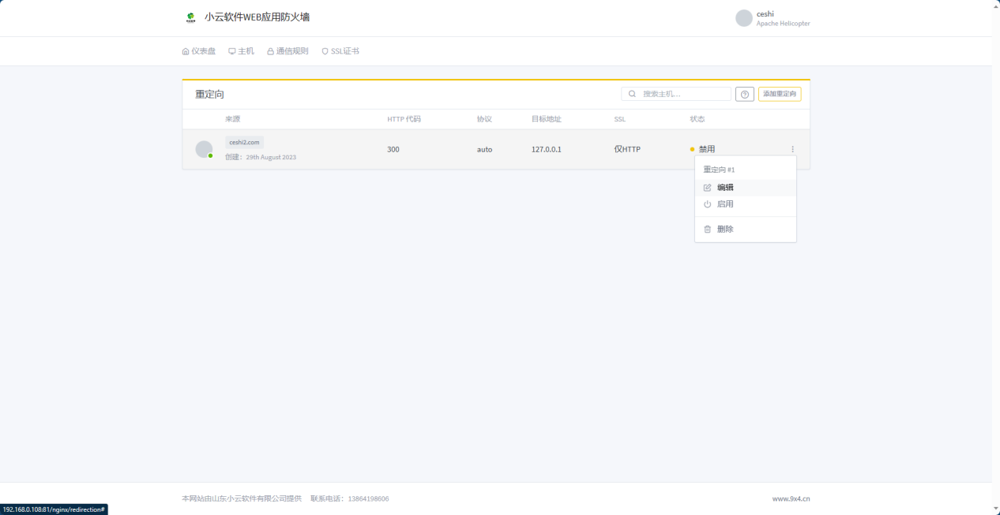 小云软件WEB应用防火墙
ceshi
Apache Helicopter
仪表盘 主机 通信规则 SSL证书
重定向 搜索主机... 添加重定向
来源 HTTP 代码 协议 目标地址 SSL 状态
ceshi2.com
创建：29th August 2023
300 auto 127.0.0.1 仅HTTP 禁用
重定向 #1
编辑
启用
删除
本网站由山东小云软件有限公司提供 联系电话：13864198606 www.9x4.cn
192.168.0.108:81/nginx/redirection#